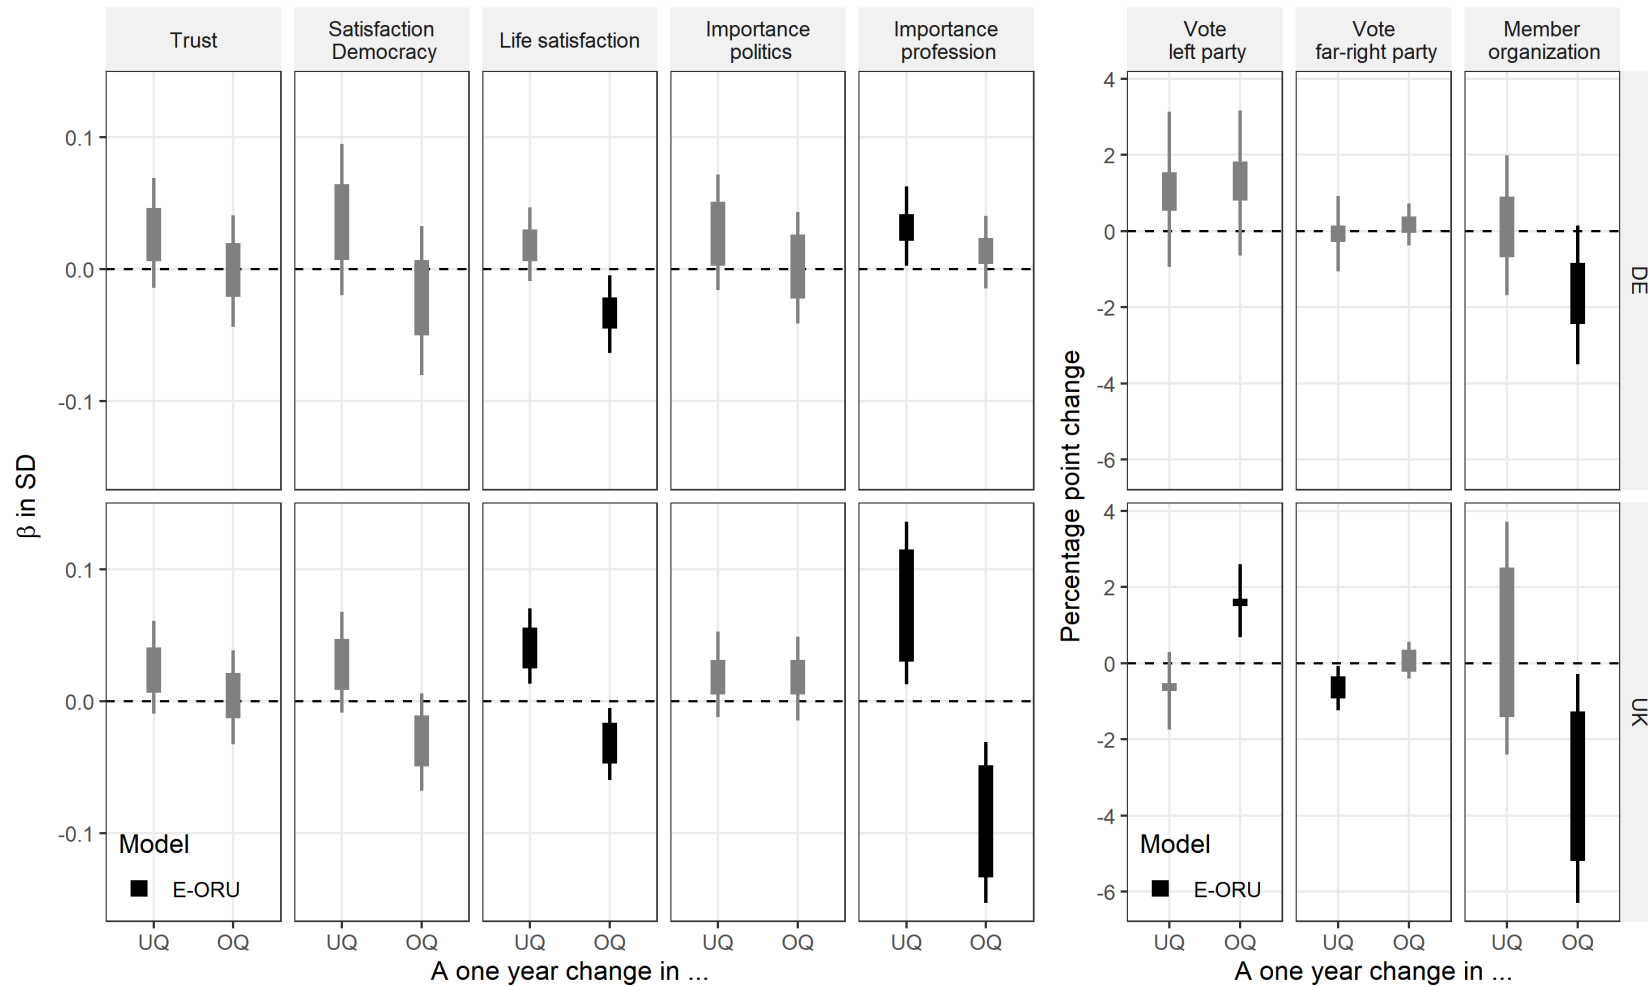 Trust
Satisfaction
Democracy
Life satisfaction
Importance
politics
Importance
profession
Vote
left party
Vote
far-right party
Member
organization
β in SD
0.1
0.0
-0.1
0.1
0.0
-0.1
Model
E-ORU
UQ OQ UQ OQ UQ OQ UQ OQ UQ OQ
A one year change in ...
Percentage point change
4
2
0
-2
-4
-6
4
2
0
-2
-4
-6
DE
UK
Model
E-ORU
UQ OQ UQ OQ UQ OQ
A one year change in ...